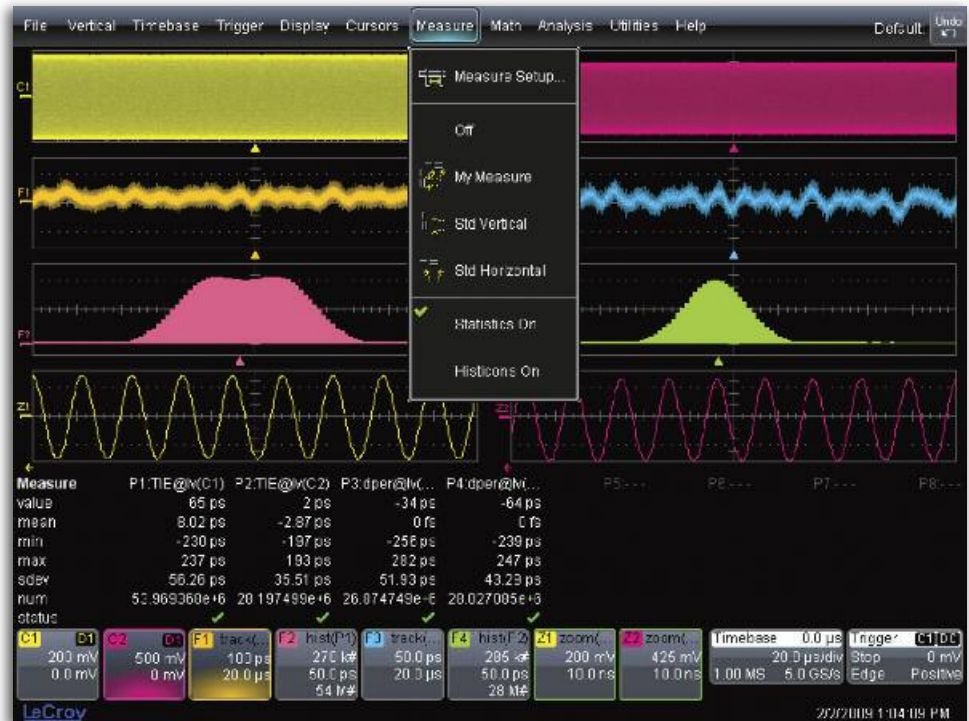 File Vertical Timebase Trigger Display Cursors Measure Math Analysis Utilities Help Default Undo
Measure Setup...
Off
My Measure
Std Vertical
Std Horizontal
Statistics On
Histicons On
C1
F1
F2
Z1
Z2
Measure P1:TIE@lv(C1) P2:TIE@lv(C2) P3:dper@lv(... P4:dper@lv(... P5:--- P6:--- P7:--- P8:---
value 65 ps 2 ps -34 ps -64 ps
mean 8.02 ps -2.87 ps 0 fs 0 fs
min -230 ps -197 ps -256 ps -239 ps
max 237 ps 193 ps 282 ps 247 ps
sdev 56.26 ps 35.51 ps 51.93 ps 43.29 ps
num 53.969360e+6 28.197499e+6 26.874749e+6 28.027085e+6
status
C1 D1 C2 D1 F1 track(... F2 hist(P1) F3 track(... F4 hist(F2) Z1 zoom(... Z2 zoom(... Timebase 0.0 µs Trigger C1 DC
200 mV 500 mV 100 ps 270 k# 50.0 ps 285 k# 200 mV 425 mV 20.0 µs/div Stop 0 mV
0.0 mV 0 mV 20.0 µs 50.0 ps 20.0 µs 50.0 ps 10.0 ns 10.0 ns 1.00 MS 5.0 GS/s Edge Positive
54 M# 28 M#
LeCroy 2/2/2009 1:04:09 PM